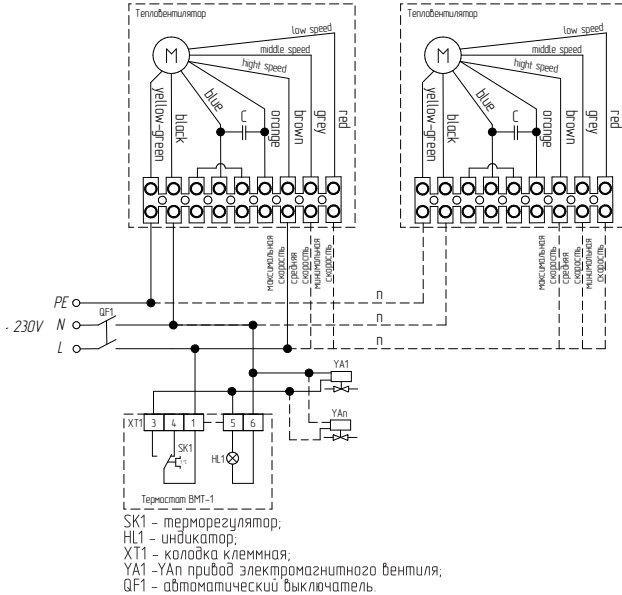 Тепловентилятор
Тепловентилятор
low speed
middle speed
hight speed
M
yellow-green
black
blue
C
orange
brown
grey
red
low speed
middle speed
hight speed
M
yellow-green
black
blue
C
orange
brown
grey
red
максимальная
скорость
средняя
скорость
минимальная
скорость
максимальная
скорость
средняя
скорость
минимальная
скорость
PE
n
QF1
~ 230V
N
n
L
n
YA1
YAn
XT1
3
4
1
5
6
SK1
t°C
HL1
Термостат ВМТ-1
SK1 – терморегулятор;
HL1 – индикатор;
XT1 – колодка клеммная;
YA1 –YAn привод электромагнитного вентиля;
QF1 – автоматический выключатель.